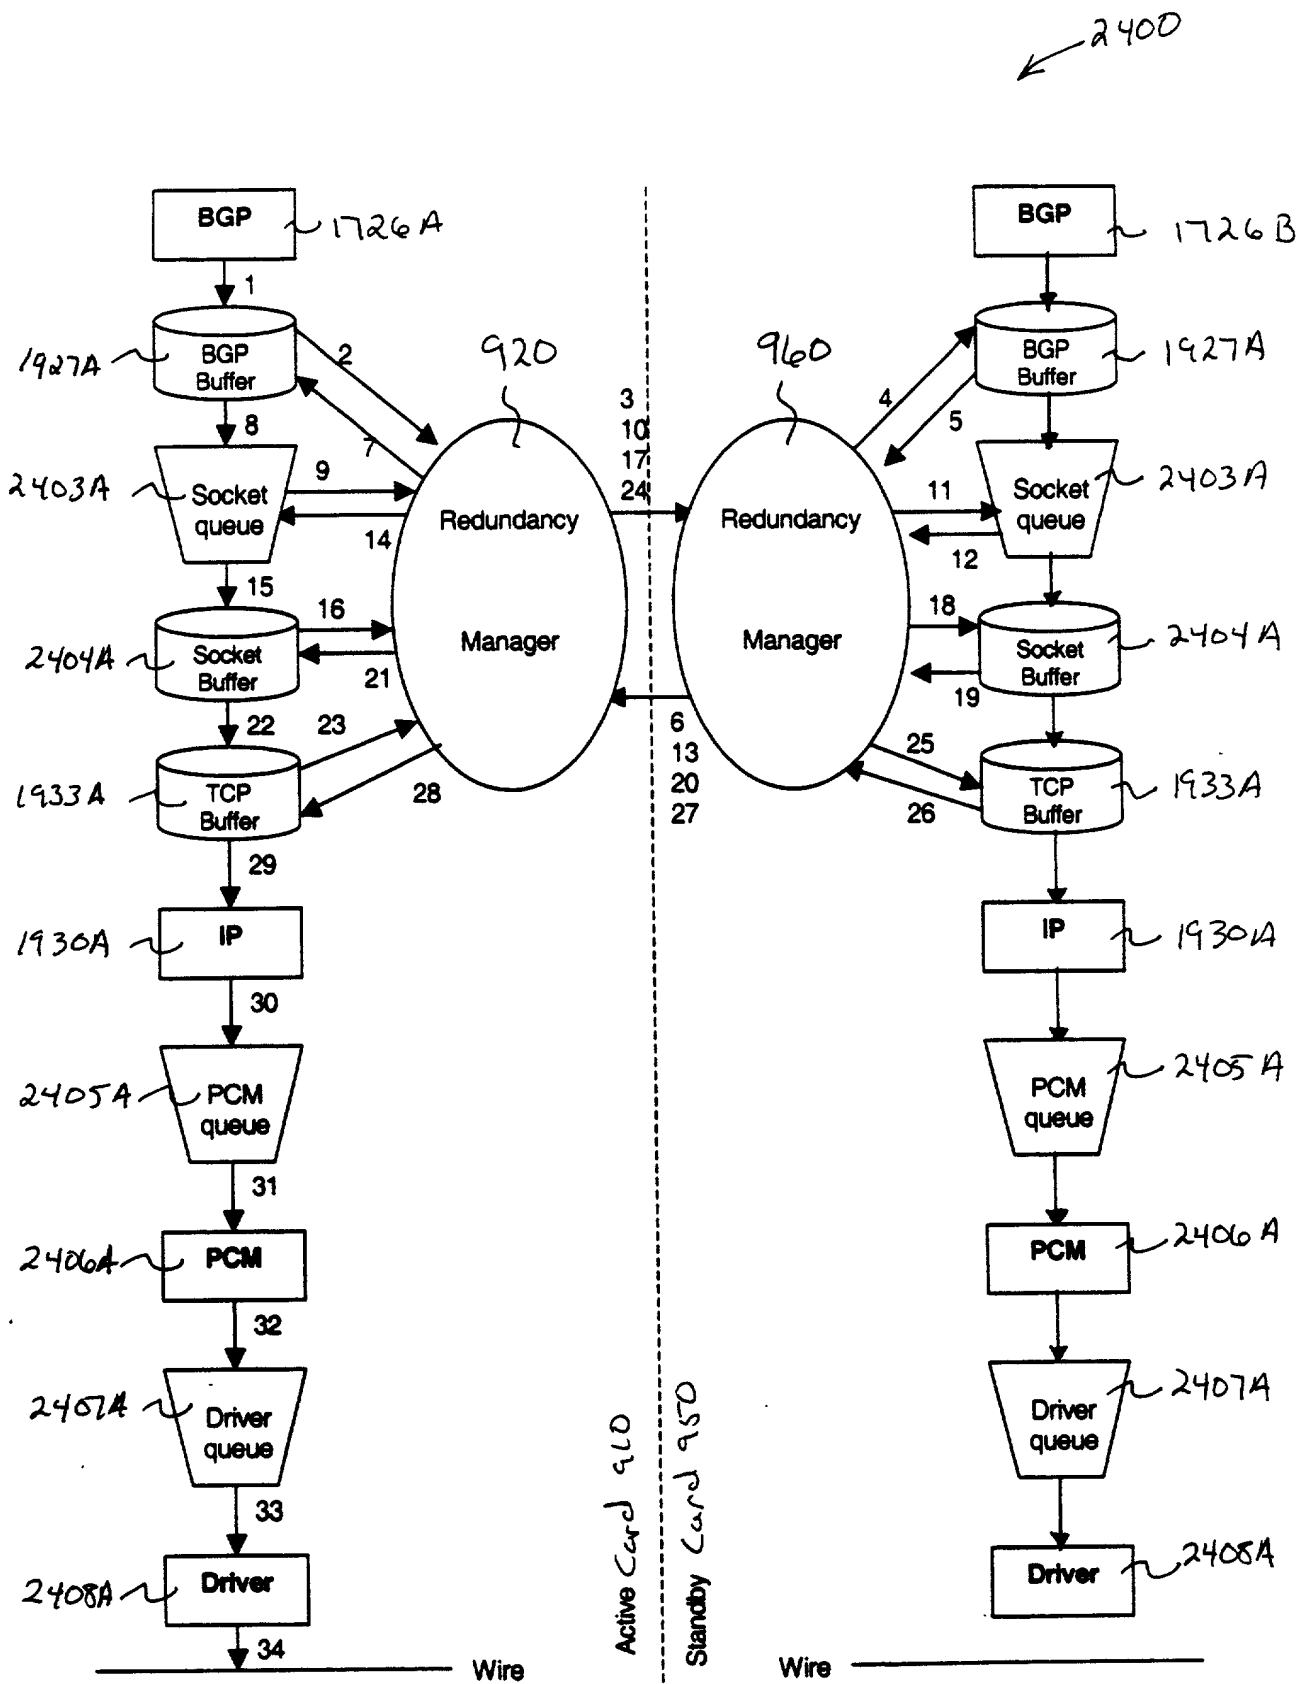 2400
BGP
1726A
BGP
1726B
1
1927A
BGP
Buffer
2
920
960
BGP
Buffer
1927A
3
10
17
24
4
5
7
8
2403A
Socket
queue
9
14
Redundancy
Manager
Redundancy
Manager
11
12
Socket
queue
2403A
15
16
21
2404A
Socket
Buffer
18
19
Socket
Buffer
2404A
22
23
28
6
13
20
27
25
26
1933A
TCP
Buffer
TCP
Buffer
1933A
29
1930A
IP
IP
1930A
30
2405A
PCM
queue
PCM
queue
2405A
31
2406A
PCM
PCM
2406A
32
2407A
Driver
queue
Driver
queue
2407A
33
Active Card 910
Standby Card 950
2408A
Driver
Driver
2408A
34
Wire
Wire